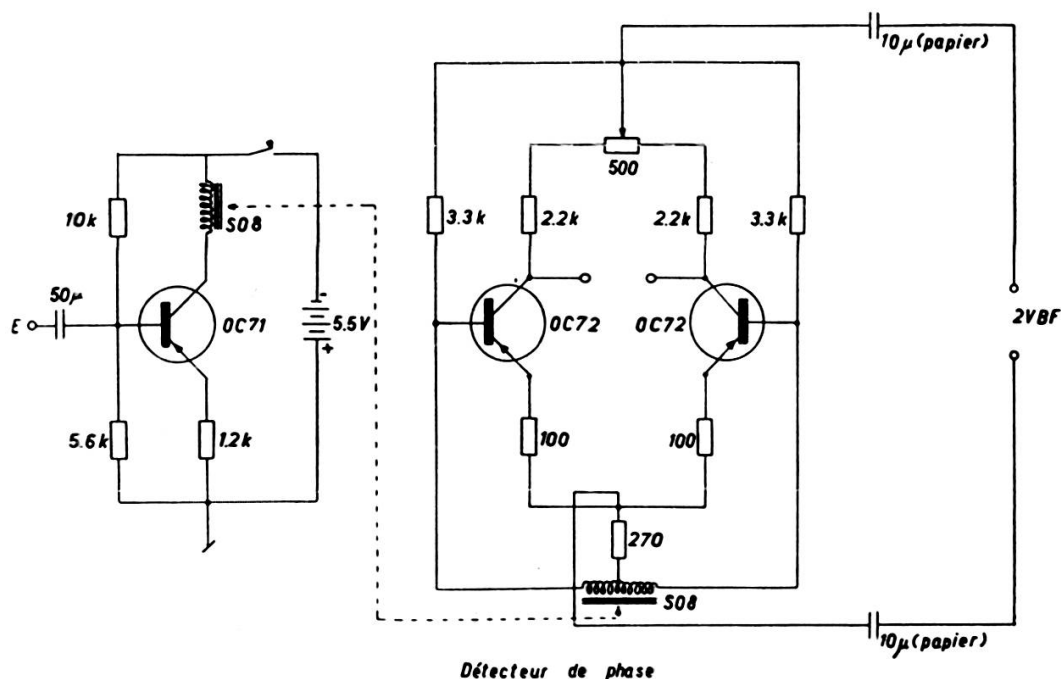 10µ(papier)
500
10k
S08
3.3k
2.2k
2.2k
3.3k
50µ
E
OC71
-
5.5V
+
OC72
OC72
2VBF
5.6k
1.2k
100
100
270
S08
10µ(papier)
Détecteur de phase